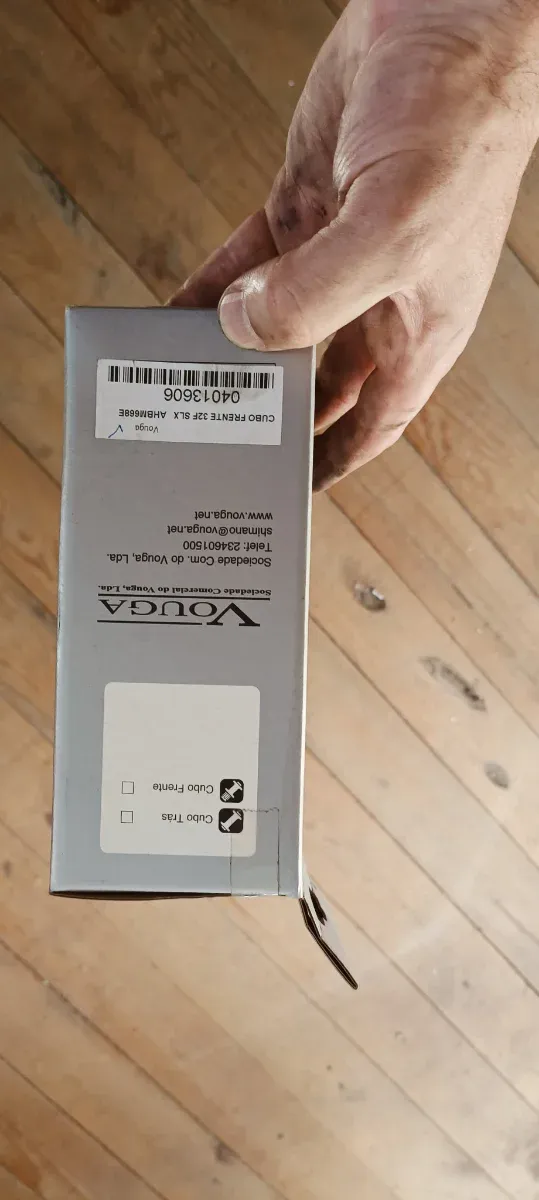 Cubo Trás
Cubo Frente
VOUGA
Sociedade Comercial do Vouga, Lda.
Sociedade Com. do Vouga, Lda.
Telef: 234601500
shimano@vouga.net
www.vouga.net
Vouga
CUBO FRENTE 32F SLX AHBM668E
04013606